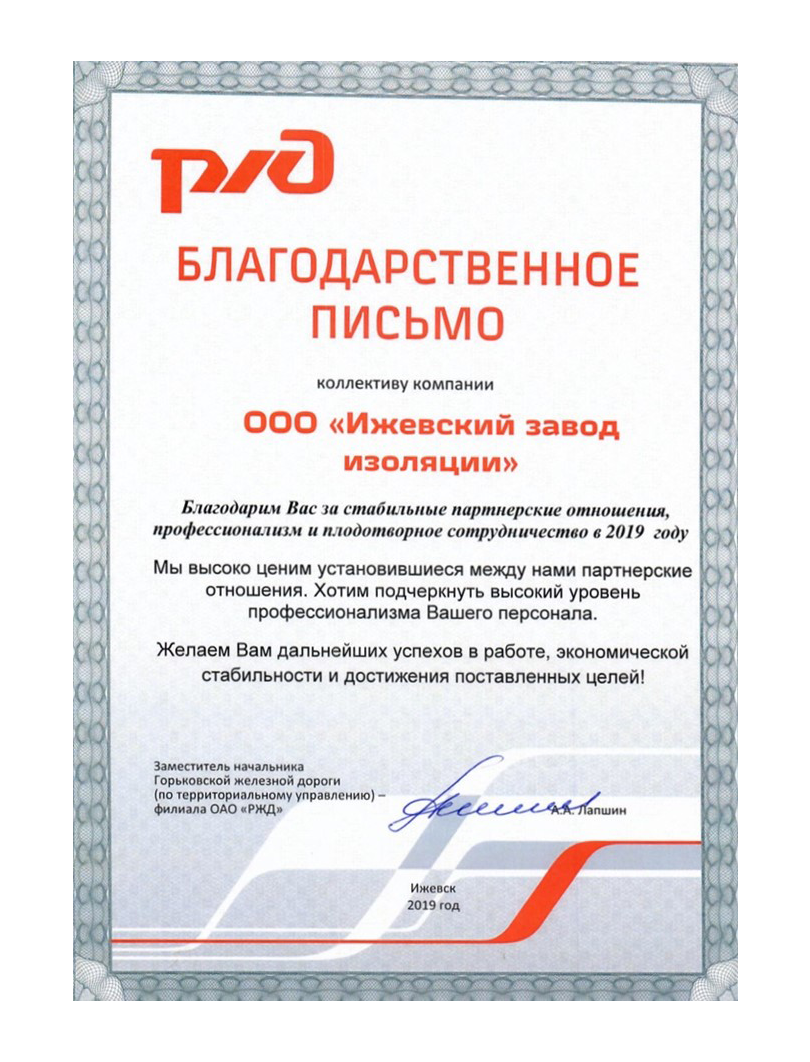 ржд
БЛАГОДАРСТВЕННОЕ
ПИСЬМО
коллективу компании
ООО «Ижевский завод
изоляции»
Благодарим Вас за стабильные партнерские отношения,
профессионализм и плодотворное сотрудничество в 2019 году
Мы высоко ценим установившиеся между нами партнерские
отношения. Хотим подчеркнуть высокий уровень
профессионализма Вашего персонала.
Желаем Вам дальнейших успехов в работе, экономической
стабильности и достижения поставленных целей!
Заместитель начальника
Горьковской железной дороги
(по территориальному управлению) –
филиала ОАО «РЖД»
А.А. Лапшин
Ижевск
2019 год